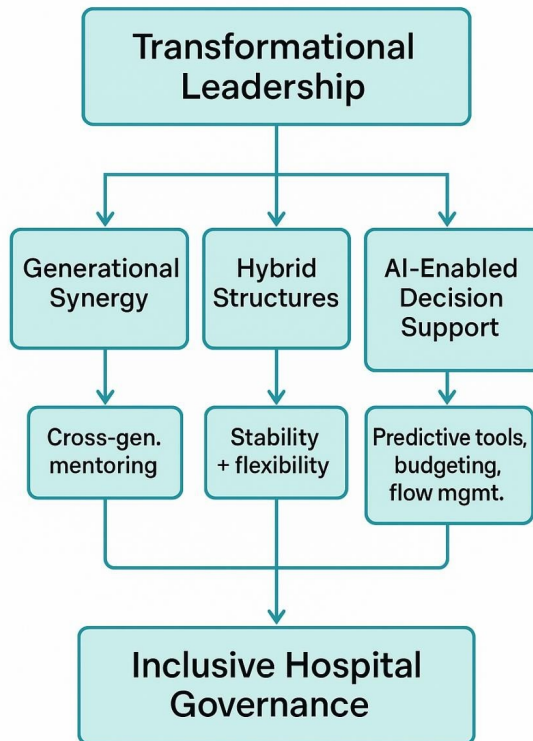 Transformational
Leadership
Generational
Synergy
Hybrid
Structures
AI-Enabled
Decision
Support
Cross-gen.
mentoring
Stability
+ flexibility
Predictive tools,
budgeting,
flow mgmt.
Inclusive Hospital
Governance